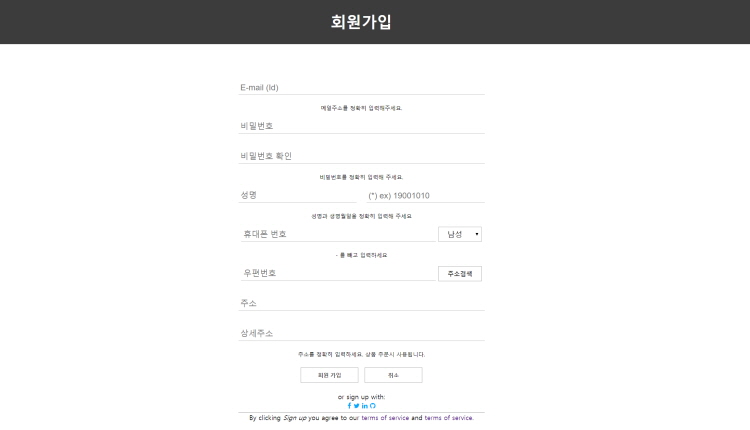 회원가입
E-mail (Id)
메일주소를 정확히 입력해주세요.
비밀번호
비밀번호 확인
비밀번호를 정확히 입력해 주세요.
성명 (*) ex) 19001010
성명과 생명월일을 정확히 입력해 주세요
휴대폰 번호 남성
- 를 빼고 입력하세요
우편번호 주소검색
주소
상세주소
주소를 정확히 입력하세요. 상품 주문시 사용됩니다.
회원 가입 취소
or sign up with:
By clicking Sign up you agree to our terms of service and terms of service.